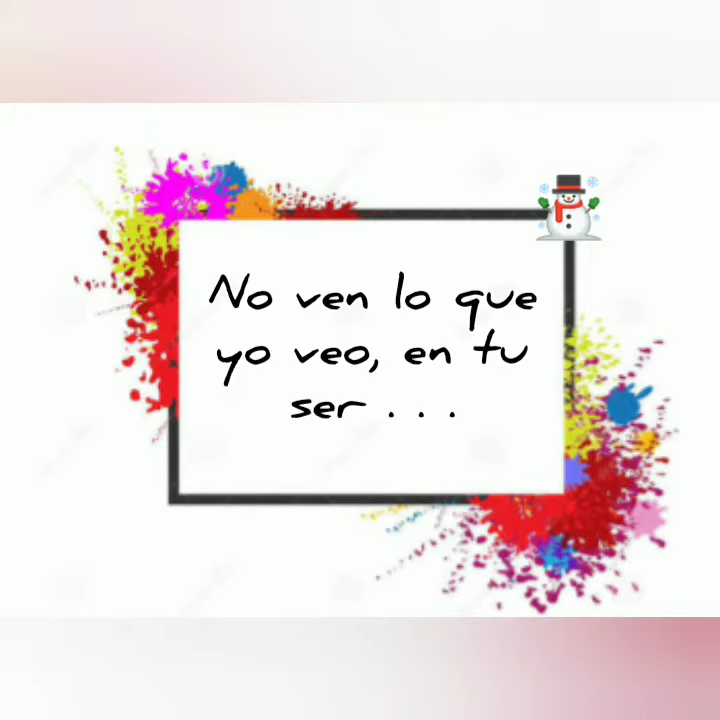 No ven lo que
yo veo, en tu
ser . . .